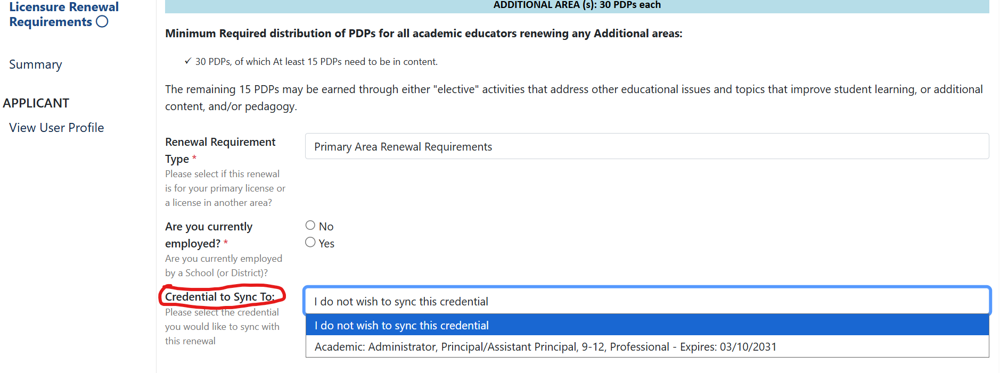 Licensure Renewal
Requirements
Summary
APPLICANT
View User Profile
ADDITIONAL AREA (s): 30 PDPs each
Minimum Required distribution of PDPs for all academic educators renewing any Additional areas:
✓ 30 PDPs, of which At least 15 PDPs need to be in content.
The remaining 15 PDPs may be earned through either "elective" activities that address other educational issues and topics that improve student learning, or additional
content, and/or pedagogy.
Renewal Requirement
Type *
Please select if this renewal
is for your primary license or
a license in another area?
Primary Area Renewal Requirements
Are you currently
employed? *
Are you currently employed
by a School (or District)?
No
Yes
Credential to Sync To:
Please select the credential
you would like to sync with
this renewal
I do not wish to sync this credential
I do not wish to sync this credential
Academic: Administrator, Principal/Assistant Principal, 9-12, Professional - Expires: 03/10/2031